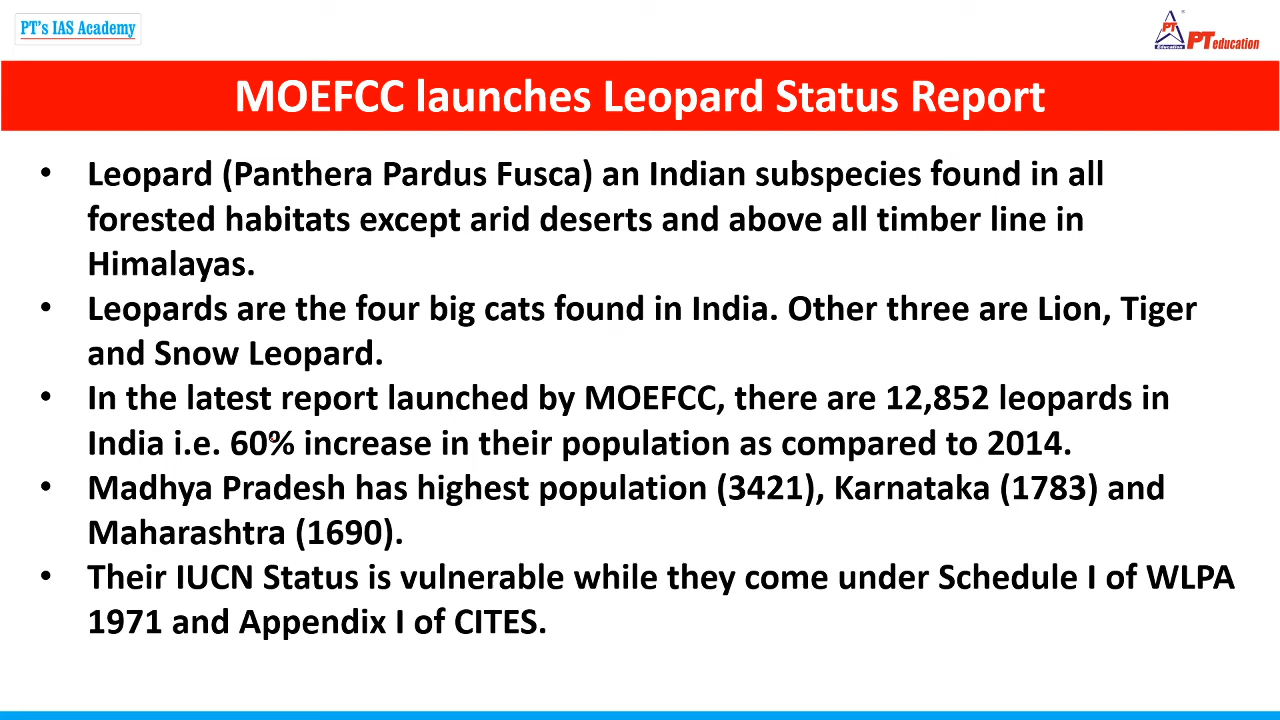 PT's IAS Academy
PT
Education
PT education
MOEFCC launches Leopard Status Report
• Leopard (Panthera Pardus Fusca) an Indian subspecies found in all
forested habitats except arid deserts and above all timber line in
Himalayas.
• Leopards are the four big cats found in India. Other three are Lion, Tiger
and Snow Leopard.
• In the latest report launched by MOEFCC, there are 12,852 leopards in
India i.e. 60% increase in their population as compared to 2014.
• Madhya Pradesh has highest population (3421), Karnataka (1783) and
Maharashtra (1690).
• Their IUCN Status is vulnerable while they come under Schedule I of WLPA
1971 and Appendix I of CITES.